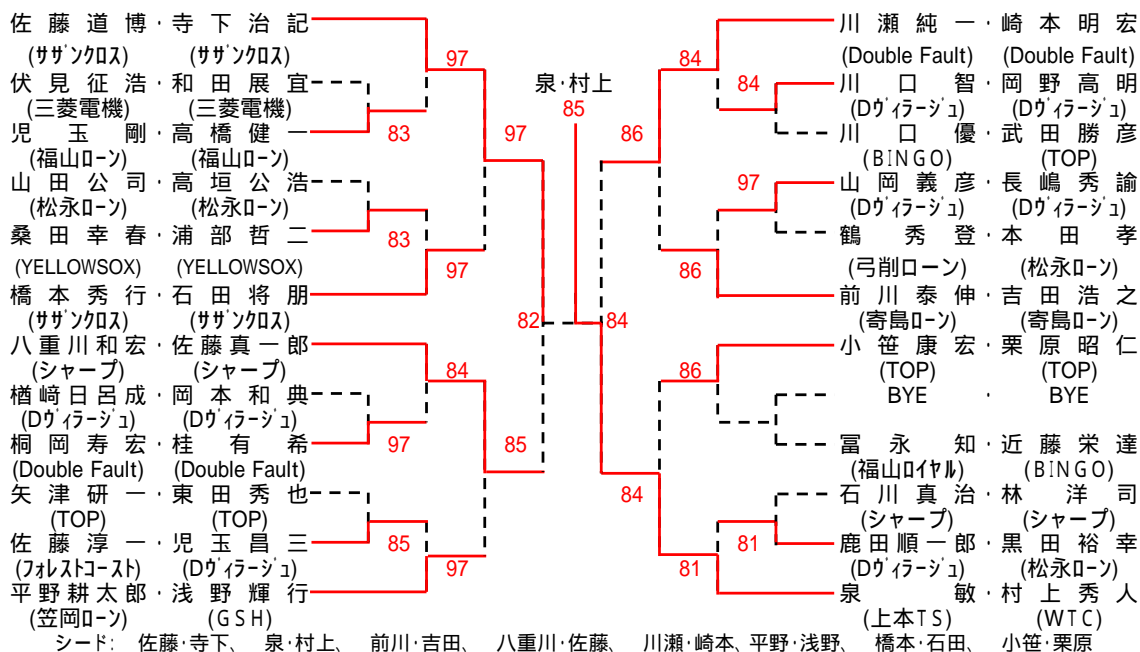 佐藤道博・寺下治記
(ｻｻﾞﾝｸﾛｽ) (ｻｻﾞﾝｸﾛｽ)
伏見征浩・和田展宜
(三菱電機) (三菱電機)
児玉剛・高橋健一
(福山ﾛｰﾝ) (福山ﾛｰﾝ)
山田公司・高垣公浩
(松永ﾛｰﾝ) (松永ﾛｰﾝ)
桑田幸春・浦部哲二
(YELLOWSOX) (YELLOWSOX)
橋本秀行・石田将朋
(ｻｻﾞﾝｸﾛｽ) (ｻｻﾞﾝｸﾛｽ)
八重川和宏・佐藤真一郎
(シャープ) (シャープ)
楢﨑日呂成・岡本和典
(Dｳﾞｨﾗｰｼﾞｭ) (Dｳﾞｨﾗｰｼﾞｭ)
桐岡寿宏・桂有希
(Double Fault) (Double Fault)
矢津研一・東田秀也
(TOP) (TOP)
佐藤淳一・児玉昌三
(ﾌｫﾚｽﾄｺｰｽﾄ) (Dｳﾞｨﾗｰｼﾞｭ)
平野耕太郎・浅野輝行
(笠岡ﾛｰﾝ) (GSH)
97
83
97
83
97
82
84
97
85
85
97
泉・村上
85
84
84
84
86
97
86
86
84
81
81
川瀬純一・崎本明宏
(Double Fault) (Double Fault)
川口智・岡野高明
(Dｳﾞｨﾗｰｼﾞｭ) (Dｳﾞｨﾗｰｼﾞｭ)
川口優・武田勝彦
(BINGO) (TOP)
山岡義彦・長嶋秀諭
(Dｳﾞｨﾗｰｼﾞｭ) (Dｳﾞｨﾗｰｼﾞｭ)
鶴秀登・本田孝
(弓削ローン) (松永ﾛｰﾝ)
前川泰伸・吉田浩之
(寄島ﾛｰﾝ) (寄島ﾛｰﾝ)
小笹康宏・栗原昭仁
(TOP) (TOP)
BYE ・ BYE
冨永知・近藤栄達
(福山ﾛｲﾔﾙ) (BINGO)
石川真治・林洋司
(シャープ) (シャープ)
鹿田順一郎・黒田裕幸
(Dｳﾞｨﾗｰｼﾞｭ) (松永ﾛｰﾝ)
泉敏・村上秀人
(上本TS) (WTC)
シード: 佐藤・寺下、 泉・村上、 前川・吉田、 八重川・佐藤、 川瀬・崎本、平野・浅野、 橋本・石田、 小笹・栗原